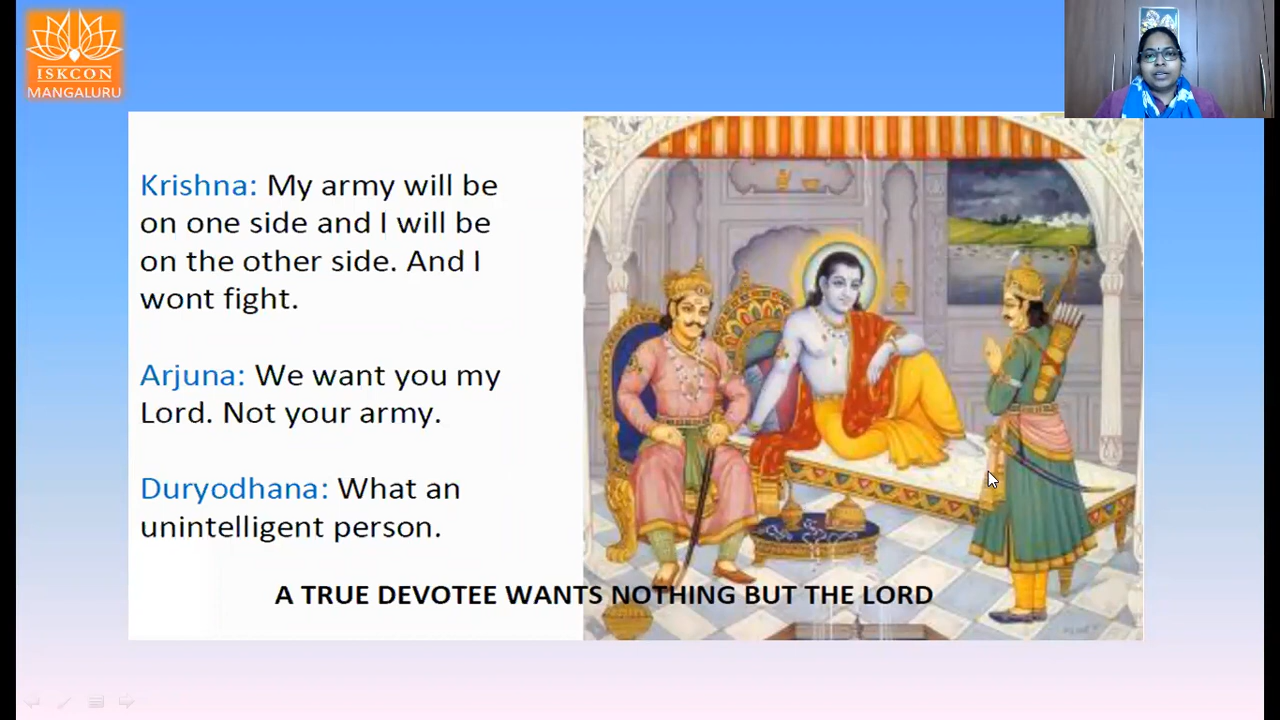 ISKCON
MANGALURU
Krishna: My army will be
on one side and I will be
on the other side. And I
wont fight.
Arjuna: We want you my
Lord. Not your army.
Duryodhana: What an
unintelligent person.
A TRUE DEVOTEE WANTS NOTHING BUT THE LORD